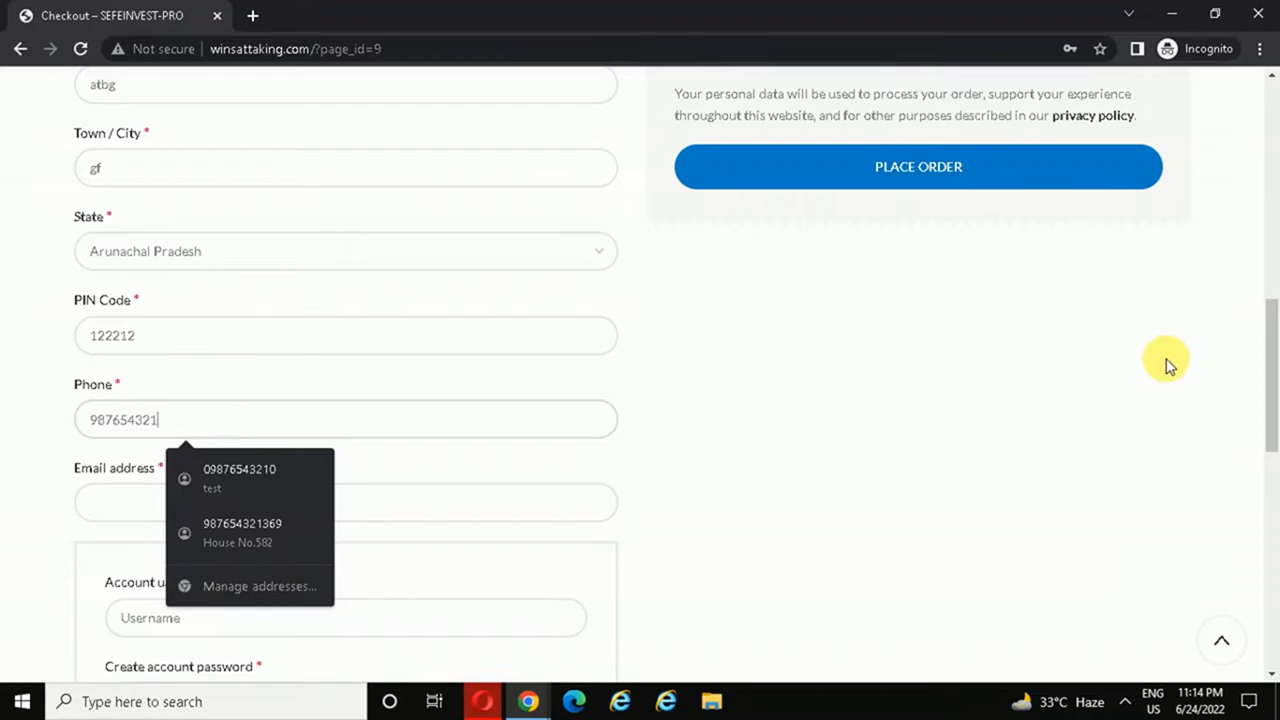 Checkout – SEFEINVEST-PRO
Not secure
winsattaking.com/?page_id=9
Incognito
atbg
Town / City *
gf
State *
Arunachal Pradesh
PIN Code *
122212
Phone *
987654321
09876543210
test
987654321369
House No.582
Manage addresses...
Email address *
Account u
Username
Create account password *
Your personal data will be used to process your order, support your experience
throughout this website, and for other purposes described in our privacy policy.
PLACE ORDER
Type here to search
33°C Haze
ENG
US
11:14 PM
6/24/2022